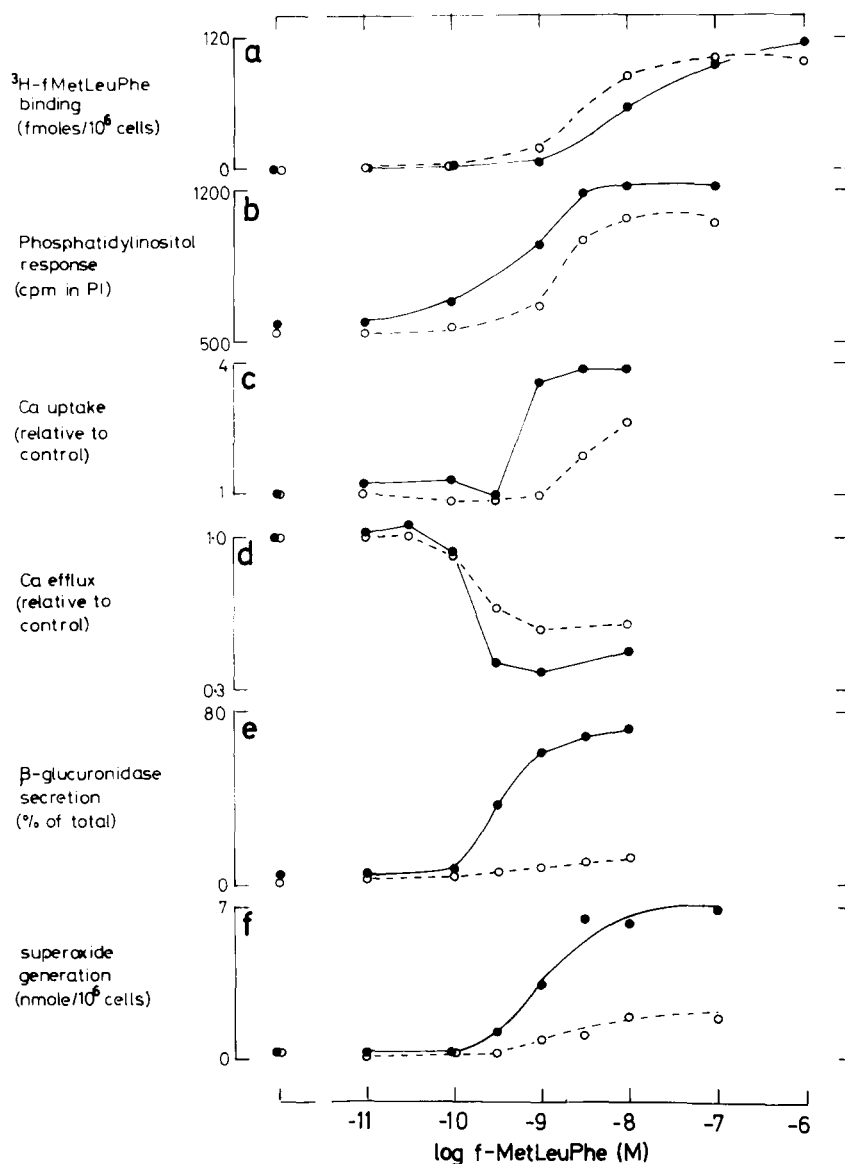 120
a
³H-fMetLeuPhe
binding
(fmoles/10⁶ cells)
0
1200
b
Phosphatidylinositol
response
(cpm in PI)
500
4
c
Ca uptake
(relative to
control)
1
1·0
d
Ca efflux
(relative to
control)
0·3
80
e
β-glucuronidase
secretion
(% of total)
0
7
f
superoxide
generation
(nmole/10⁶ cells)
0
-11 -10 -9 -8 -7 -6
log f-MetLeuPhe (M)